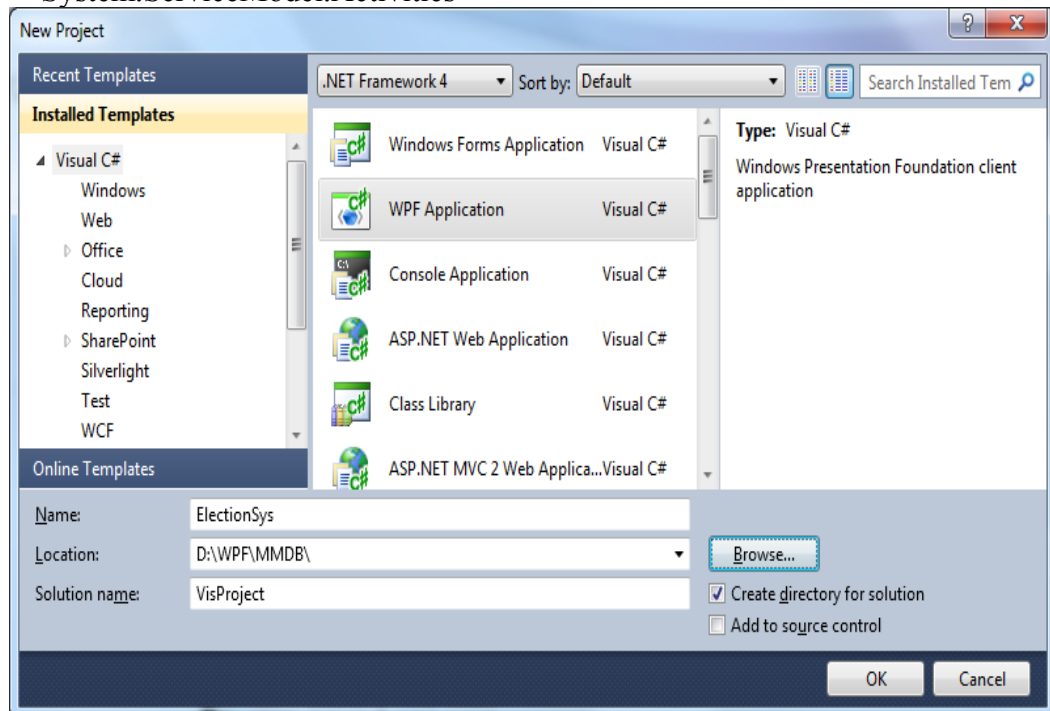 System.ServiceModel.Activities
New Project
Recent Templates
Installed Templates
Visual C#
Windows
Web
Office
Cloud
Reporting
SharePoint
Silverlight
Test
WCF
Online Templates
.NET Framework 4 Sort by: Default Search Installed Tem
Windows Forms Application Visual C#
WPF Application Visual C#
Console Application Visual C#
ASP.NET Web Application Visual C#
Class Library Visual C#
ASP.NET MVC 2 Web Applica...Visual C#
Type: Visual C#
Windows Presentation Foundation client
application
Name: ElectionSys
Location: D:\WPF\MMDB\ Browse...
Solution name: VisProject
Create directory for solution
Add to source control
OK Cancel